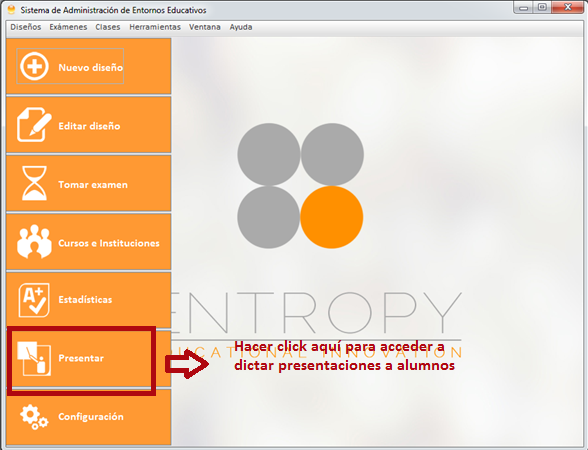 Sistema de Administración de Entornos Educativos
Diseños Exámenes Clases Herramientas Ventana Ayuda
Nuevo diseño
Editar diseño
Tomar examen
Cursos e Instituciones
Estadísticas
Presentar
Configuración
ENTROPY
CATIONAL INNOVATION
Hacer click aquí para acceder a
dictar presentaciones a alumnos
A+